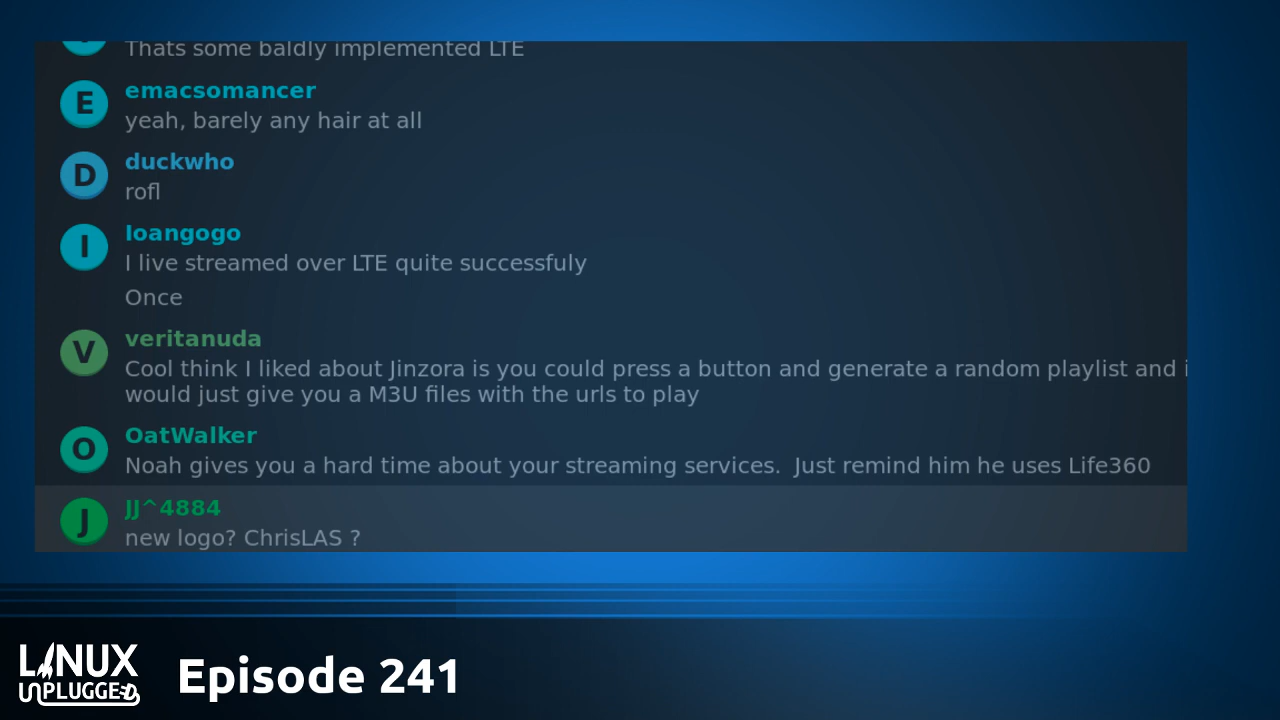 Thats some baldly implemented LTE
E
emacsomancer
yeah, barely any hair at all
D
duckwho
rofl
I
Ioangogo
I live streamed over LTE quite successfuly
Once
V
veritanuda
Cool think I liked about Jinzora is you could press a button and generate a random playlist and i
would just give you a M3U files with the urls to play
O
OatWalker
Noah gives you a hard time about your streaming services.  Just remind him he uses Life360
J
JJ^4884
new logo? ChrisLAS ?
LINUX
UNPLUGGED
Episode 241